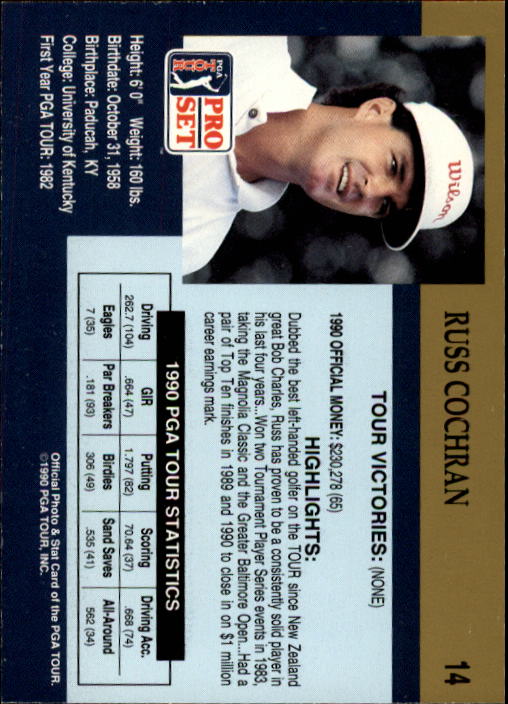 RUSS COCHRAN
14
Wilson
PGA
TOUR
PRO
SET
Height: 6' 0" Weight: 160 lbs.
Birthdate: October 31, 1958
Birthplace: Paducah, KY
College: University of Kentucky
First Year PGA TOUR: 1982
TOUR VICTORIES: (NONE)
1990 OFFICIAL MONEY: $230,278 (65)
HIGHLIGHTS:
Dubbed the best left-handed golfer on the TOUR since New Zealand
great Bob Charles, Russ has proven to be a consistently solid player in
his last four years...Won two Tournament Player Series events in 1983,
taking the Magnolia Classic and the Greater Baltimore Open...Had a
pair of Top Ten finishes in 1989 and 1990 to close in on $1 million
career earnings mark.
1990 PGA TOUR STATISTICS
Driving GIR Putting Scoring Driving Acc.
262.7 (104) .664 (47) 1.797 (82) 70.64 (37) .668 (74)
Eagles Par Breakers Birdies Sand Saves All-Around
7 (35) .181 (93) 306 (49) .535 (41) 562 (34)
Official Photo & Stat Card of the PGA TOUR.
©1990 PGA TOUR, INC.